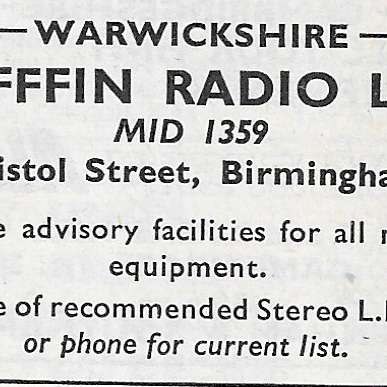 WARWICKSHIRE
FFFIN RADIO L
MID 1359
istol Street, Birmingha
e advisory facilities for all
equipment.
e of recommended Stereo L.
or phone for current list.